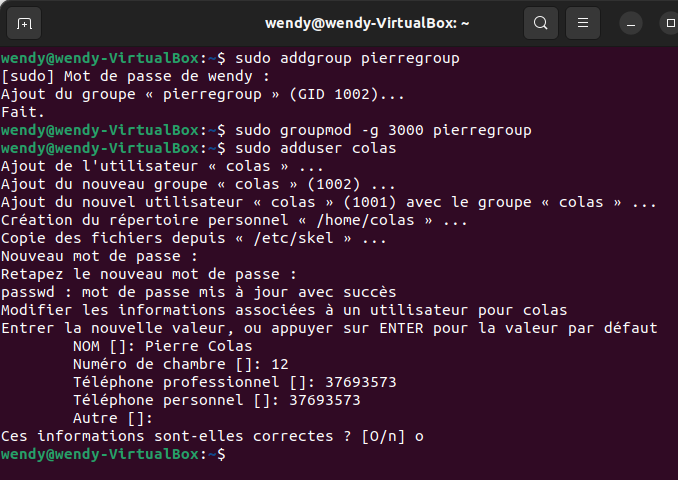 wendy@wendy-VirtualBox: ~
wendy@wendy-VirtualBox:~$ sudo addgroup pierregroup
[sudo] Mot de passe de wendy :
Ajout du groupe « pierregroup » (GID 1002)...
Fait.
wendy@wendy-VirtualBox:~$ sudo groupmod -g 3000 pierregroup
wendy@wendy-VirtualBox:~$ sudo adduser colas
Ajout de l'utilisateur « colas » ...
Ajout du nouveau groupe « colas » (1002) ...
Ajout du nouvel utilisateur « colas » (1001) avec le groupe « colas » ...
Création du répertoire personnel « /home/colas » ...
Copie des fichiers depuis « /etc/skel » ...
Nouveau mot de passe :
Retapez le nouveau mot de passe :
passwd : mot de passe mis à jour avec succès
Modifier les informations associées à un utilisateur pour colas
Entrer la nouvelle valeur, ou appuyer sur ENTER pour la valeur par défaut
NOM []: Pierre Colas
Numéro de chambre []: 12
Téléphone professionnel []: 37693573
Téléphone personnel []: 37693573
Autre []:
Ces informations sont-elles correctes ? [O/n] o
wendy@wendy-VirtualBox:~$